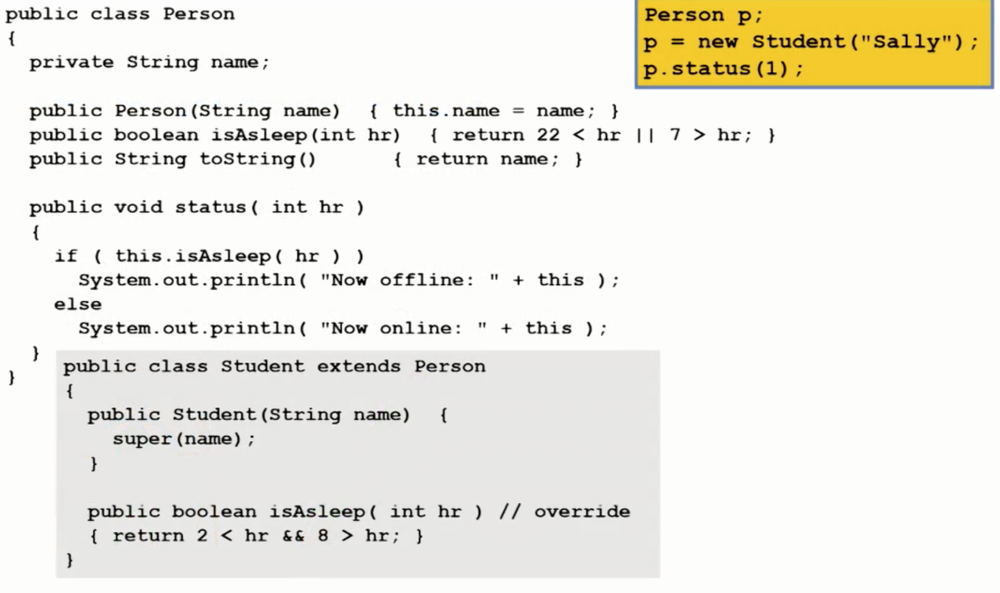 public class Person
{
  private String name;

  public Person(String name)  { this.name = name; }
  public boolean isAsleep(int hr)  { return 22 < hr || 7 > hr; }
  public String toString()      { return name; }

  public void status( int hr )
  {
    if ( this.isAsleep( hr ) )
      System.out.println( "Now offline: " + this );
    else
      System.out.println( "Now online: " + this );
  }
}
public class Student extends Person
{
  public Student(String name)  {
    super(name);
  }

  public boolean isAsleep( int hr ) // override
  { return 2 < hr && 8 > hr; }
}
Person p;
p = new Student("Sally");
p.status(1);